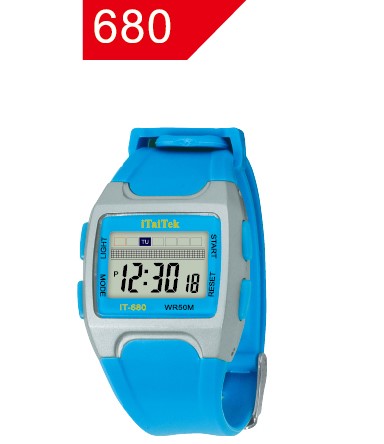 680
iTaiTek
LIGHT
START
TU
P 12:30 18
MODE
RESET
IT-680
WR50M